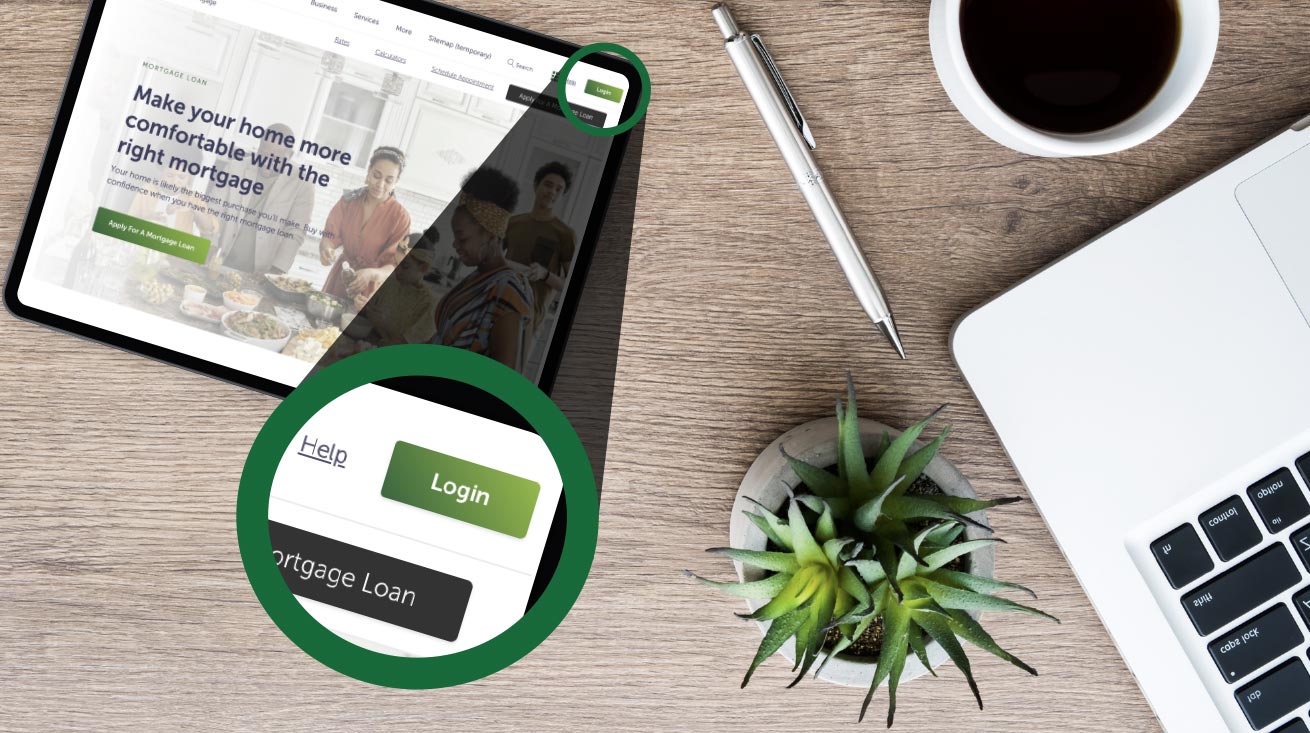 Business Services More Sitemap (temporary) Search
Rates Calculators Schedule Appointment
Login
Apply For A Mortgage Loan
MORTGAGE LOAN
Make your home more
comfortable with the
right mortgage
Your home is likely the biggest purchase you'll make. Buy with
confidence when you have the right mortgage loan.
Apply For A Mortgage Loan
Help
Login
ortgage Loan
fn
control
option
shift
caps lock
tab